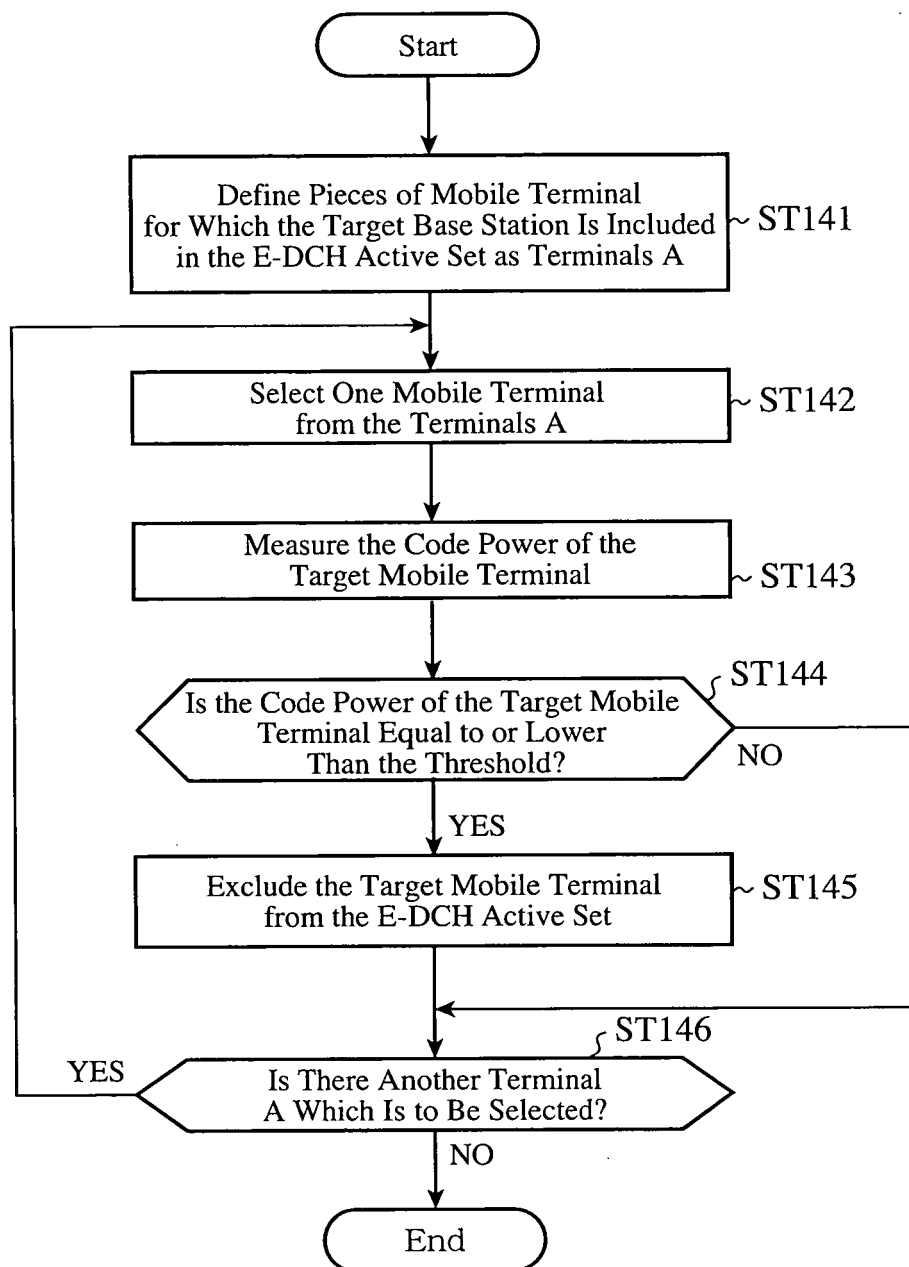 Start
Define Pieces of Mobile Terminal
for Which the Target Base Station Is Included
in the E-DCH Active Set as Terminals A
ST141
Select One Mobile Terminal
from the Terminals A
ST142
Measure the Code Power of the
Target Mobile Terminal
ST143
ST144
Is the Code Power of the Target Mobile
Terminal Equal to or Lower
Than the Threshold?
NO
YES
Exclude the Target Mobile Terminal
from the E-DCH Active Set
ST145
ST146
YES
Is There Another Terminal
A Which Is to Be Selected?
NO
End